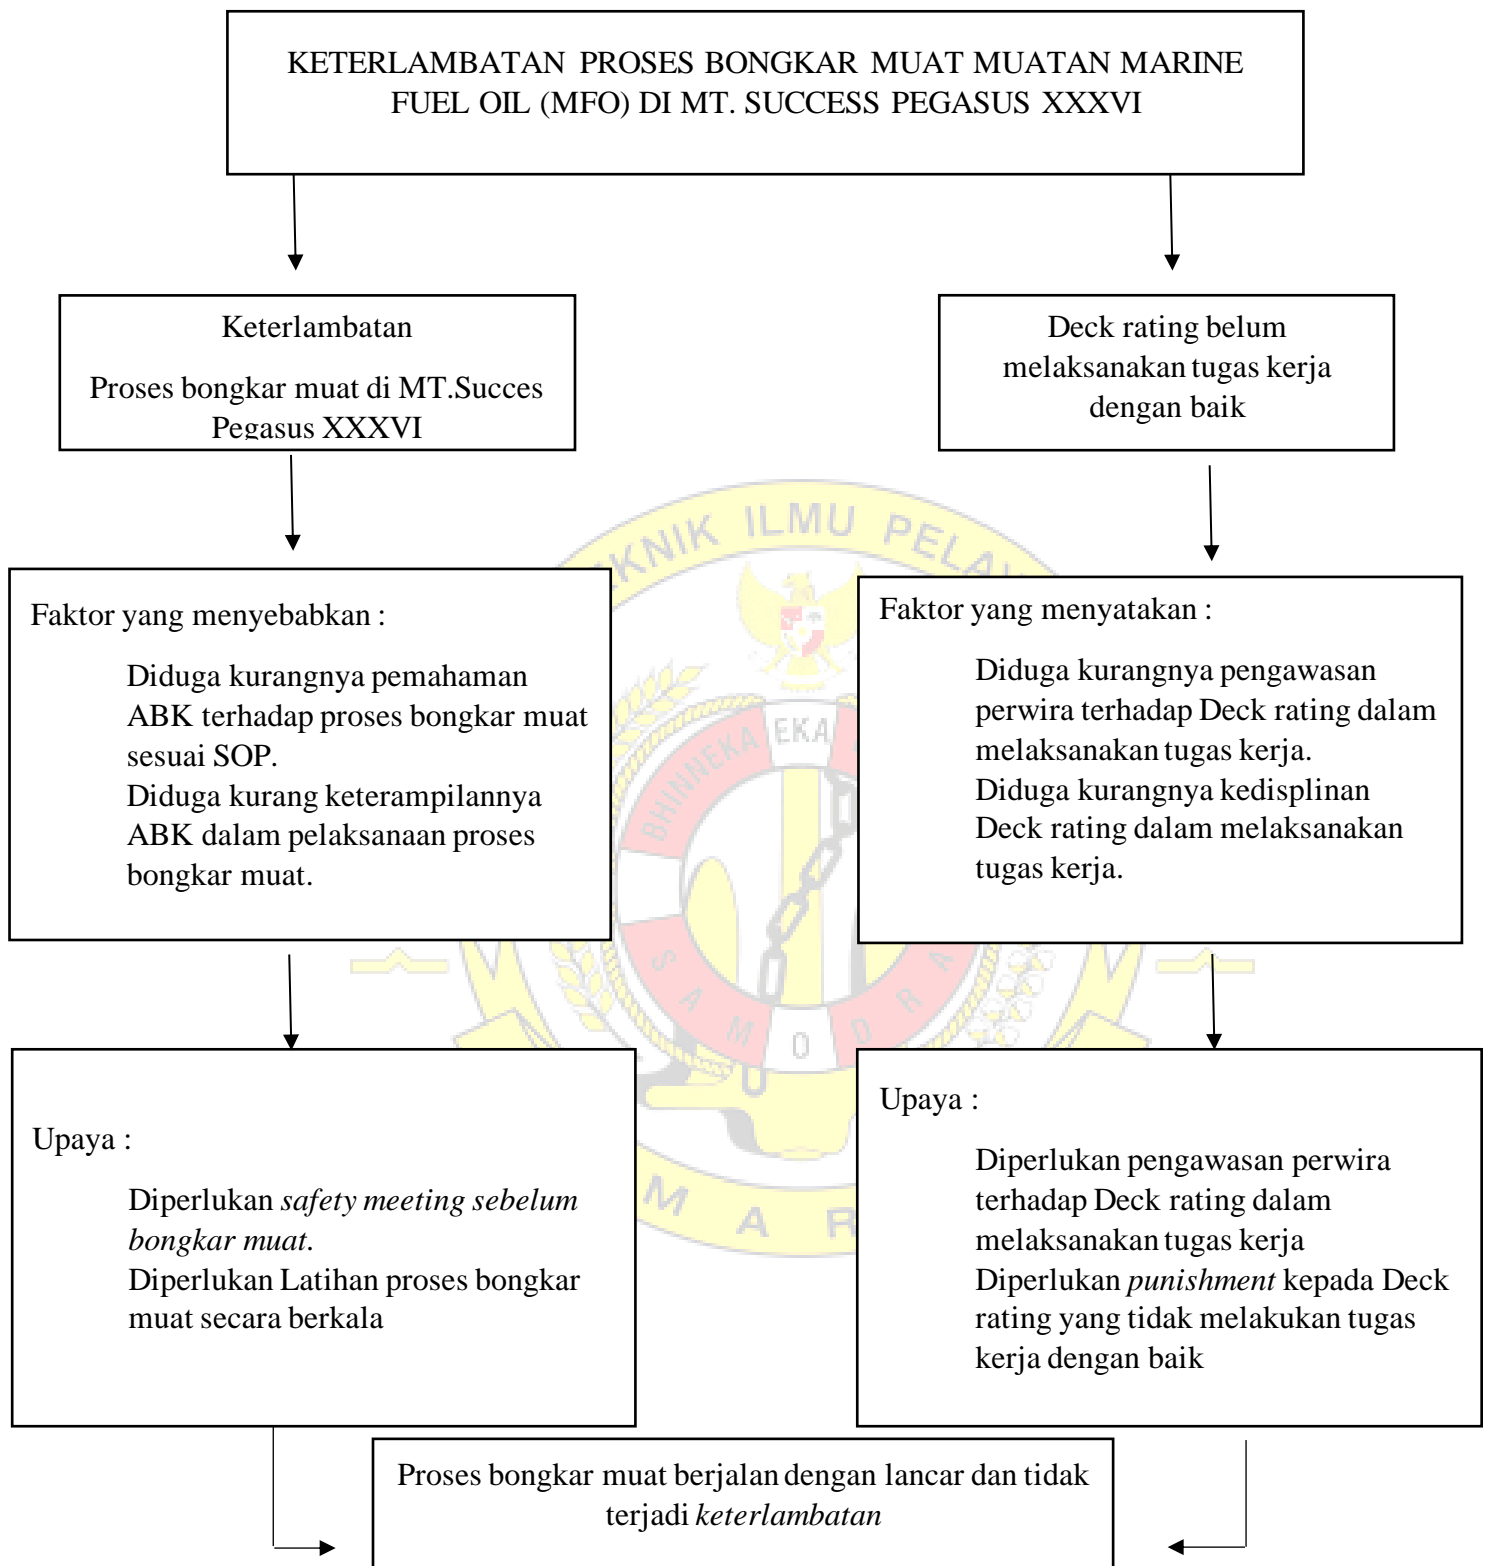 KETERLAMBATAN PROSES BONGKAR MUAT MUATAN MARINE
FUEL OIL (MFO) DI MT. SUCCESS PEGASUS XXXVI
Keterlambatan
Proses bongkar muat di MT.Succes
Pegasus XXXVI
Deck rating belum
melaksanakan tugas kerja
dengan baik
Faktor yang menyebabkan :
Diduga kurangnya pemahaman
ABK terhadap proses bongkar muat
sesuai SOP.
Diduga kurang keterampilannya
ABK dalam pelaksanaan proses
bongkar muat.
Faktor yang menyatakan :
Diduga kurangnya pengawasan
perwira terhadap Deck rating dalam
melaksanakan tugas kerja.
Diduga kurangnya kedisplinan
Deck rating dalam melaksanakan
tugas kerja.
Upaya :
Diperlukan safety meeting sebelum
bongkar muat.
Diperlukan Latihan proses bongkar
muat secara berkala
Upaya :
Diperlukan pengawasan perwira
terhadap Deck rating dalam
melaksanakan tugas kerja
Diperlukan punishment kepada Deck
rating yang tidak melakukan tugas
kerja dengan baik
Proses bongkar muat berjalan dengan lancar dan tidak
terjadi keterlambatan
ILMU
BHINNEKA EKA
SAMODRA